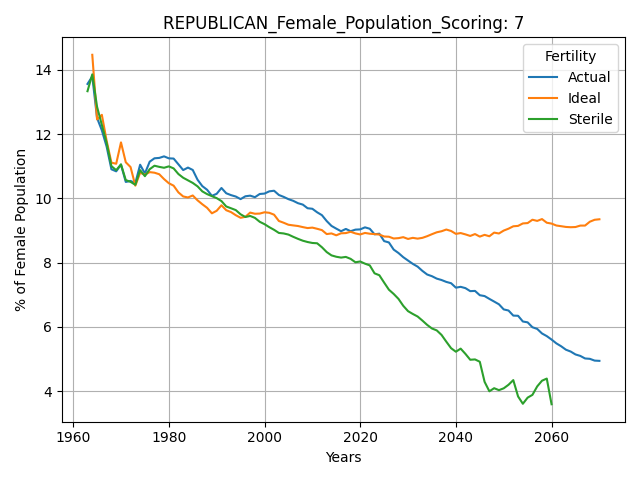 REPUBLICAN_Female_Population_Scoring: 7
Fertility
Actual
Ideal
Sterile
% of Female Population
14
12
10
8
6
4
1960 1980 2000 2020 2040 2060
Years